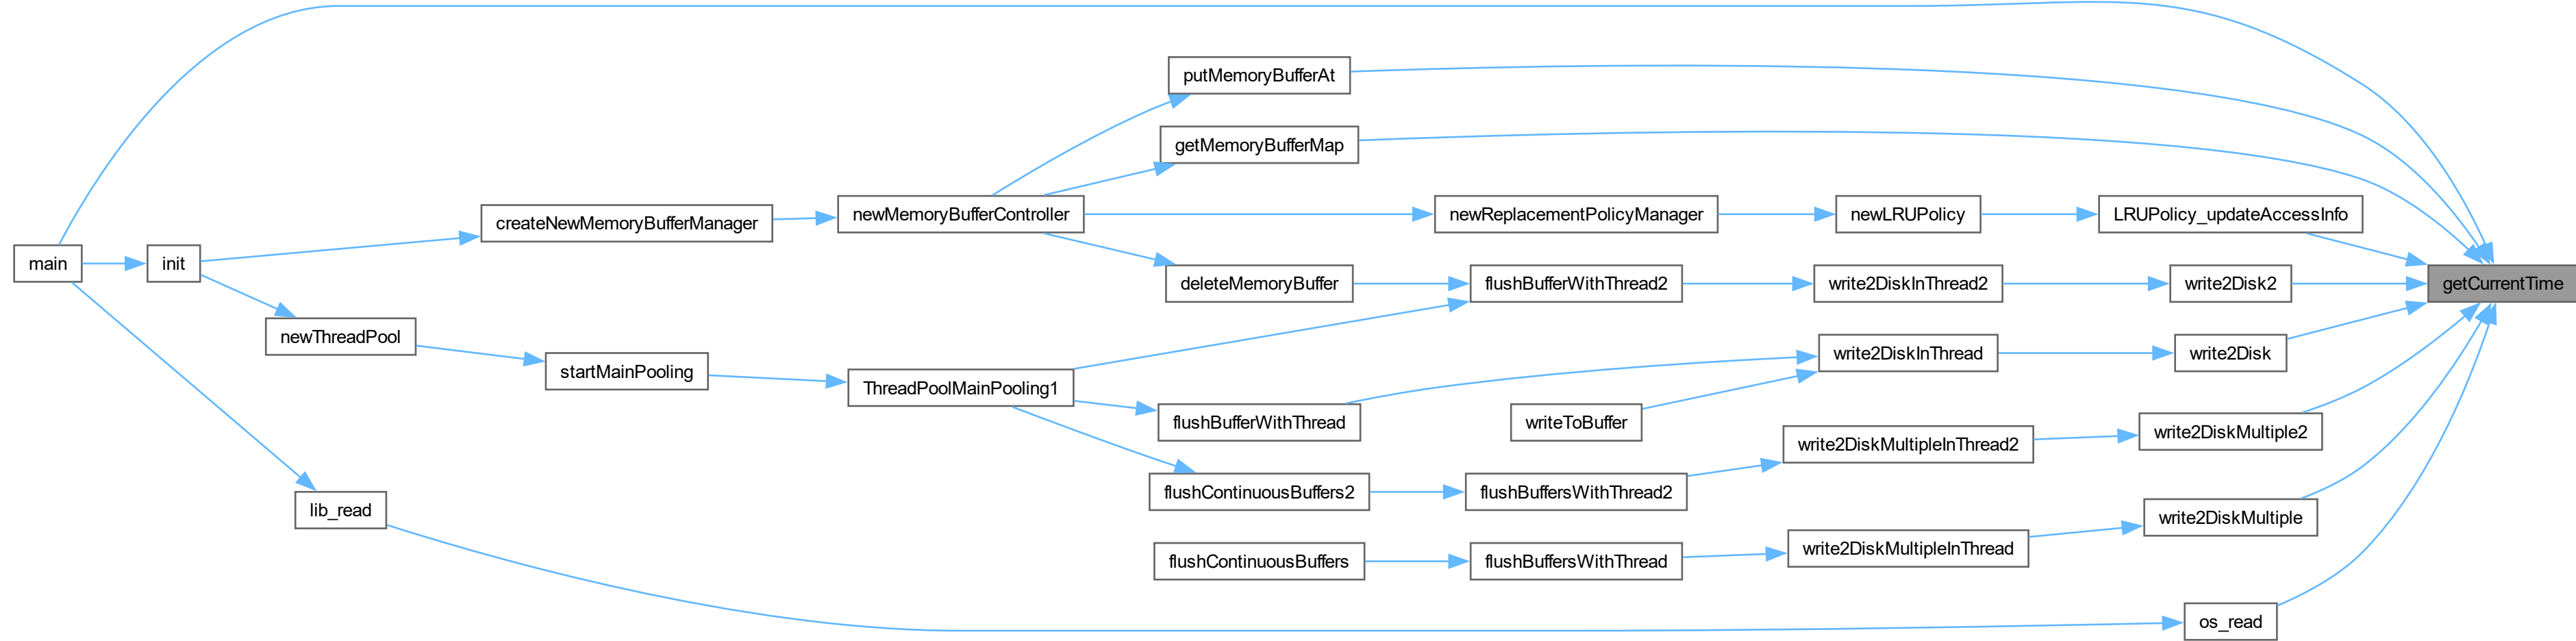 putMemoryBufferAt
getMemoryBufferMap
newMemoryBufferController
newReplacementPolicyManager
newLRUPolicy
LRUPolicy_updateAccessInfo
createNewMemoryBufferManager
main
init
deleteMemoryBuffer
flushBufferWithThread2
write2DiskInThread2
write2Disk2
getCurrentTime
newThreadPool
startMainPooling
write2DiskInThread
write2Disk
ThreadPoolMainPooling1
flushBufferWithThread
writeToBuffer
write2DiskMultipleInThread2
write2DiskMultiple2
flushContinuousBuffers2
flushBuffersWithThread2
lib_read
write2DiskMultiple
write2DiskMultipleInThread
flushContinuousBuffers
flushBuffersWithThread
os_read